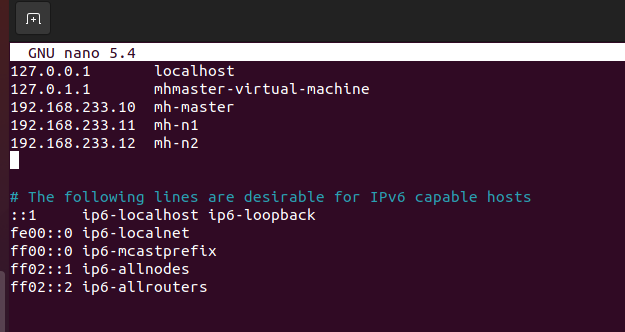 GNU nano 5.4
127.0.0.1 localhost
127.0.1.1 mhmaster-virtual-machine
192.168.233.10 mh-master
192.168.233.11 mh-n1
192.168.233.12 mh-n2
# The following lines are desirable for IPv6 capable hosts
::1 ip6-localhost ip6-loopback
fe00::0 ip6-localnet
ff00::0 ip6-mcastprefix
ff02::1 ip6-allnodes
ff02::2 ip6-allrouters